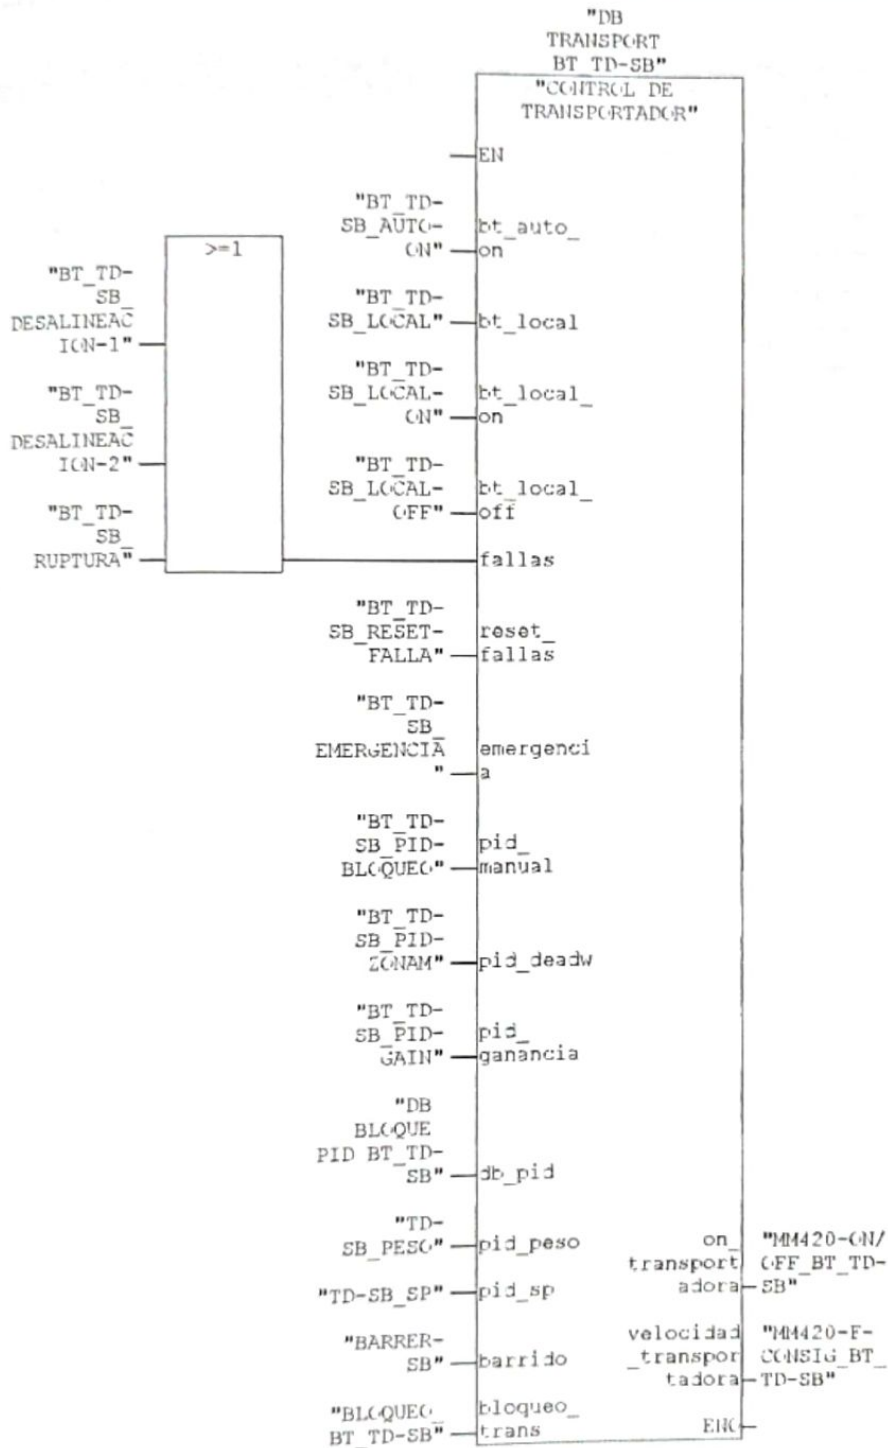 "DB
TRANSPORT
BT_TD-SB"
"CONTROL DE
TRANSPORTADOR"
EN
"BT_TD-
SB_AUTO-
ON"
bt_auto_
on
>=1
"BT_TD-
SB_
DESALINEAC
ION-1"
"BT_TD-
SB_LOCAL"
bt_local
"BT_TD-
SB_LOCAL-
ON"
bt_local_
on
"BT_TD-
SB_
DESALINEAC
ION-2"
"BT_TD-
SB_LOCAL-
OFF"
bt_local_
off
"BT_TD-
SB_
RUPTURA"
fallas
"BT_TD-
SB_RESET-
FALLA"
reset_
fallas
"BT_TD-
SB_
EMERGENCIA
"
emergenci
a
"BT_TD-
SB_PID-
BLOQUEO"
pid_
manual
"BT_TD-
SB_PID-
ZONAM"
pid_deadw
"BT_TD-
SB_PID-
GAIN"
pid_
ganancia
"DB
BLOQUE
PID BT_TD-
SB"
db_pid
"TD-
SB_PESO"
pid_peso
on_
transport
adora
"MM420-ON/
OFF_BT_TD-
SB"
"TD-SB_SP"
pid_sp
"BARRER-
SB"
barrido
velocidad
_transpor
tadora
"MM420-F-
CONSIG_BT_
TD-SB"
"BLOQUEO_
BT_TD-SB"
bloqueo_
trans
ENO